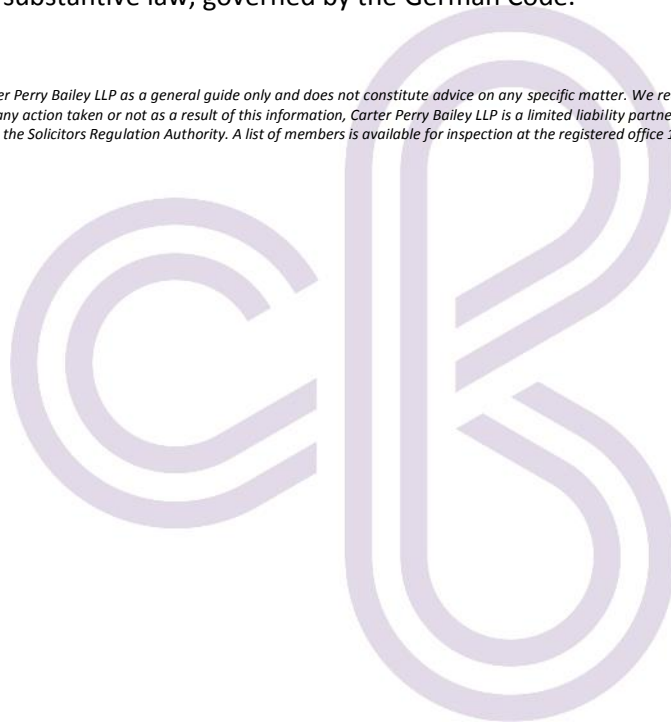 substantive law, governed by the German Code.
er Perry Bailey LLP as a general guide only and does not constitute advice on any specific matter. We re
any action taken or not as a result of this information, Carter Perry Bailey LLP is a limited liability partne
the Solicitors Regulation Authority. A list of members is available for inspection at the registered office 1